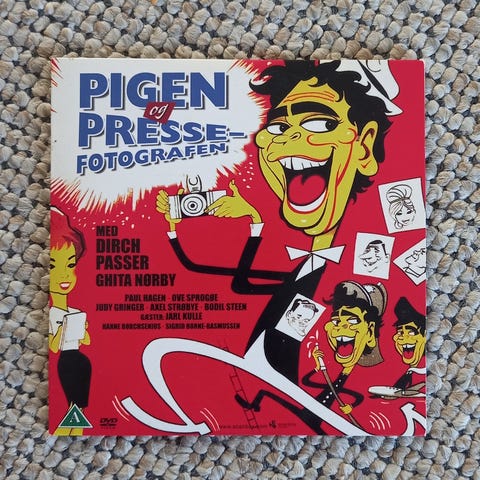 PIGEN
og
PRESSE-
FOTOGRAFEN
MED
DIRCH
PASSER
GHITA NØRBY
PAUL HAGEN · OVE SPROGØE
JUDY GRINGER · AXEL STRØBYE · BODIL STEEN
GÆSTER: JARL KULLE
HANNE BORCHSENIUS · SIGRID HORNE-RASMUSSEN
A
DVD